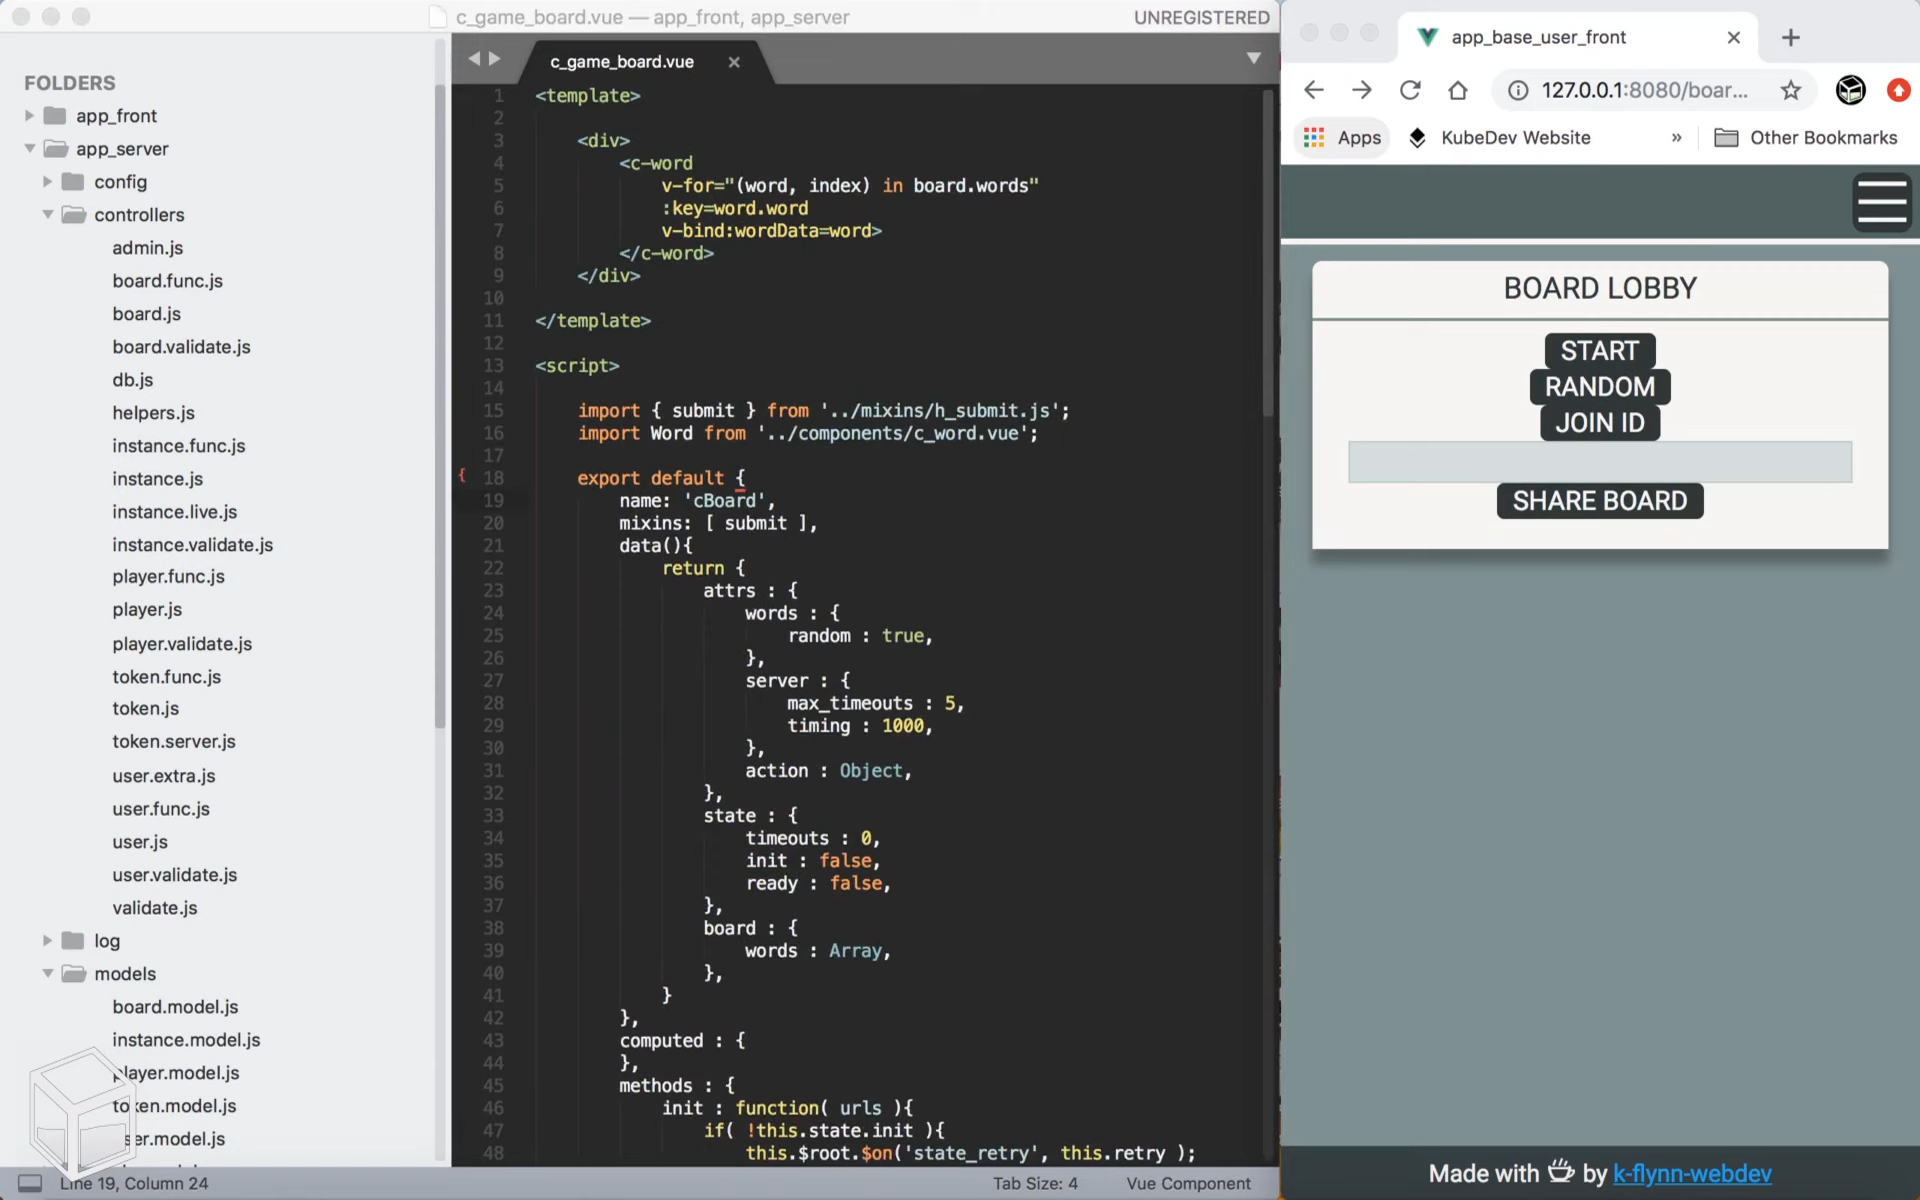 c_game_board.vue — app_front, app_server
UNREGISTERED
FOLDERS
app_front
app_server
config
controllers
admin.js
board.func.js
board.js
board.validate.js
db.js
helpers.js
instance.func.js
instance.js
instance.live.js
instance.validate.js
player.func.js
player.js
player.validate.js
token.func.js
token.js
token.server.js
user.extra.js
user.func.js
user.js
user.validate.js
validate.js
log
models
board.model.js
instance.model.js
player.model.js
token.model.js
ser.model.js
c_game_board.vue
1 <template>
2
3 <div>
4 <c-word
5 v-for="(word, index) in board.words"
6 :key=word.word
7 v-bind:wordData=word>
8 </c-word>
9 </div>
10
11 </template>
12
13 <script>
14
15 import { submit } from '../mixins/h_submit.js';
16 import Word from '../components/c_word.vue';
17
{ 18 export default {
19 name: 'cBoard',
20 mixins: [ submit ],
21 data(){
22 return {
23 attrs : {
24 words : {
25 random : true,
26 },
27 server : {
28 max_timeouts : 5,
29 timing : 1000,
30 },
31 action : Object,
32 },
33 state : {
34 timeouts : 0,
35 init : false,
36 ready : false,
37 },
38 board : {
39 words : Array,
40 },
41 }
42 },
43 computed : {
44 },
45 methods : {
46 init : function( urls ){
47 if( !this.state.init ){
48 this.$root.$on('state_retry', this.retry );
Line 19, Column 24
Tab Size: 4
Vue Component
app_base_user_front
127.0.0.1:8080/boar...
Apps
KubeDev Website
»
Other Bookmarks
BOARD LOBBY
START
RANDOM
JOIN ID
SHARE BOARD
Made with by k-flynn-webdev